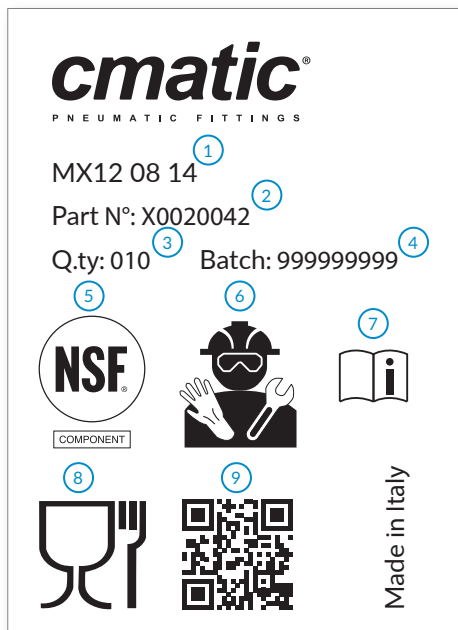 cmatic®
PNEUMATIC FITTINGS
1
MX12 08 14
2
Part N°: X0020042
3
4
Q.ty: 010 Batch: 999999999
5
6
7
NSF®
i
COMPONENT
8
9
Made in Italy